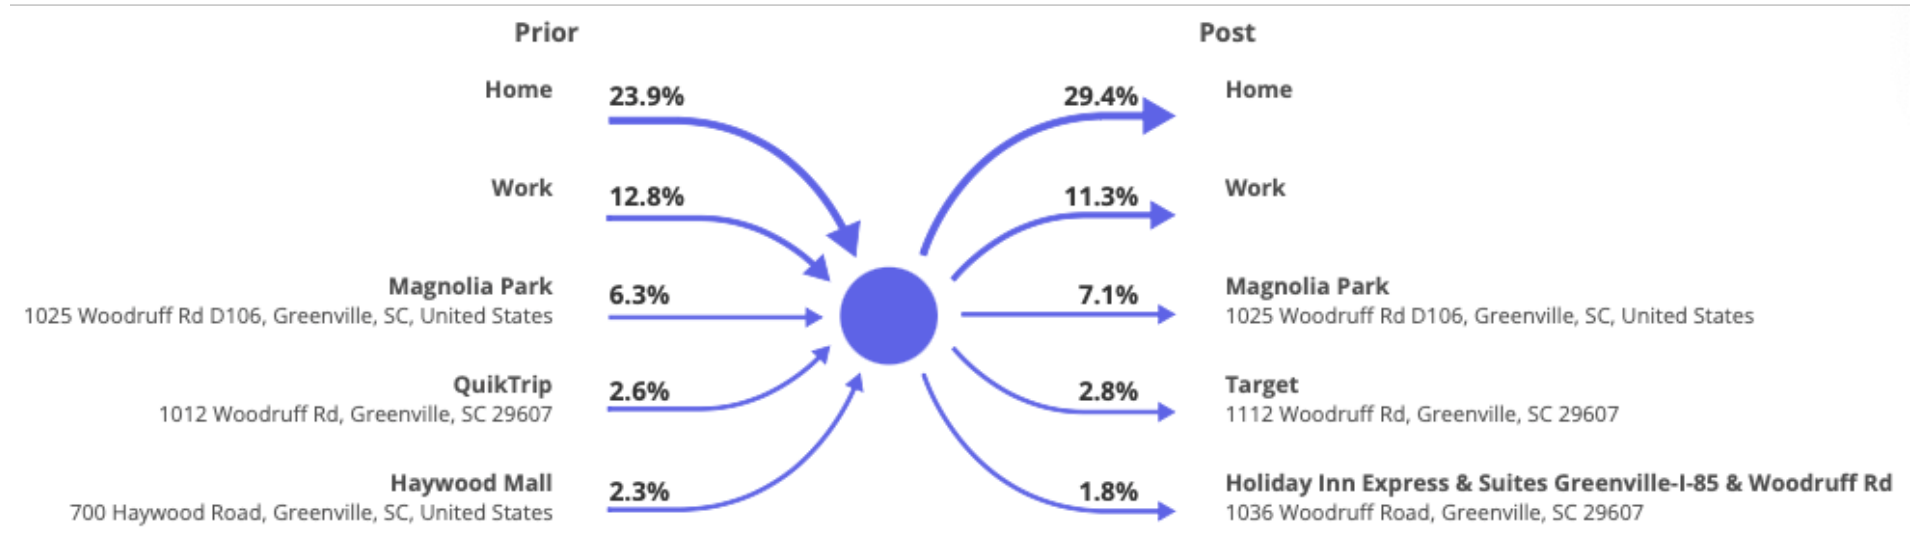 Prior
Post
Home
23.9%
29.4%
Home
Work
12.8%
11.3%
Work
Magnolia Park
1025 Woodruff Rd D106, Greenville, SC, United States
6.3%
7.1%
Magnolia Park
1025 Woodruff Rd D106, Greenville, SC, United States
QuikTrip
1012 Woodruff Rd, Greenville, SC 29607
2.6%
2.8%
Target
1112 Woodruff Rd, Greenville, SC 29607
Haywood Mall
700 Haywood Road, Greenville, SC, United States
2.3%
1.8%
Holiday Inn Express & Suites Greenville-I-85 & Woodruff Rd
1036 Woodruff Road, Greenville, SC 29607